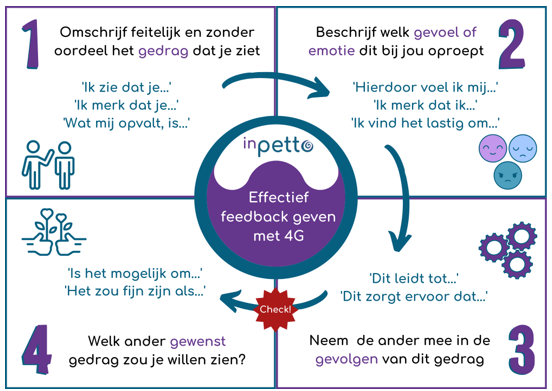 1
Omschrijf feitelijk en zonder
oordeel het gedrag dat je ziet
'Ik zie dat je...'
'Ik merk dat je...'
'Wat mij opvalt, is...'
2
Beschrijf welk gevoel of
emotie dit bij jou oproept
'Hierdoor voel ik mij...'
'Ik merk dat ik...'
'Ik vind het lastig om...'
inpetto
Effectief
feedback geven
met 4G
'Dit leidt tot...'
'Dit zorgt ervoor dat...'
3
Neem de ander mee in de
gevolgen van dit gedrag
Check!
'Is het mogelijk om...'
'Het zou fijn zijn als...'
4
Welk ander gewenst
gedrag zou je willen zien?